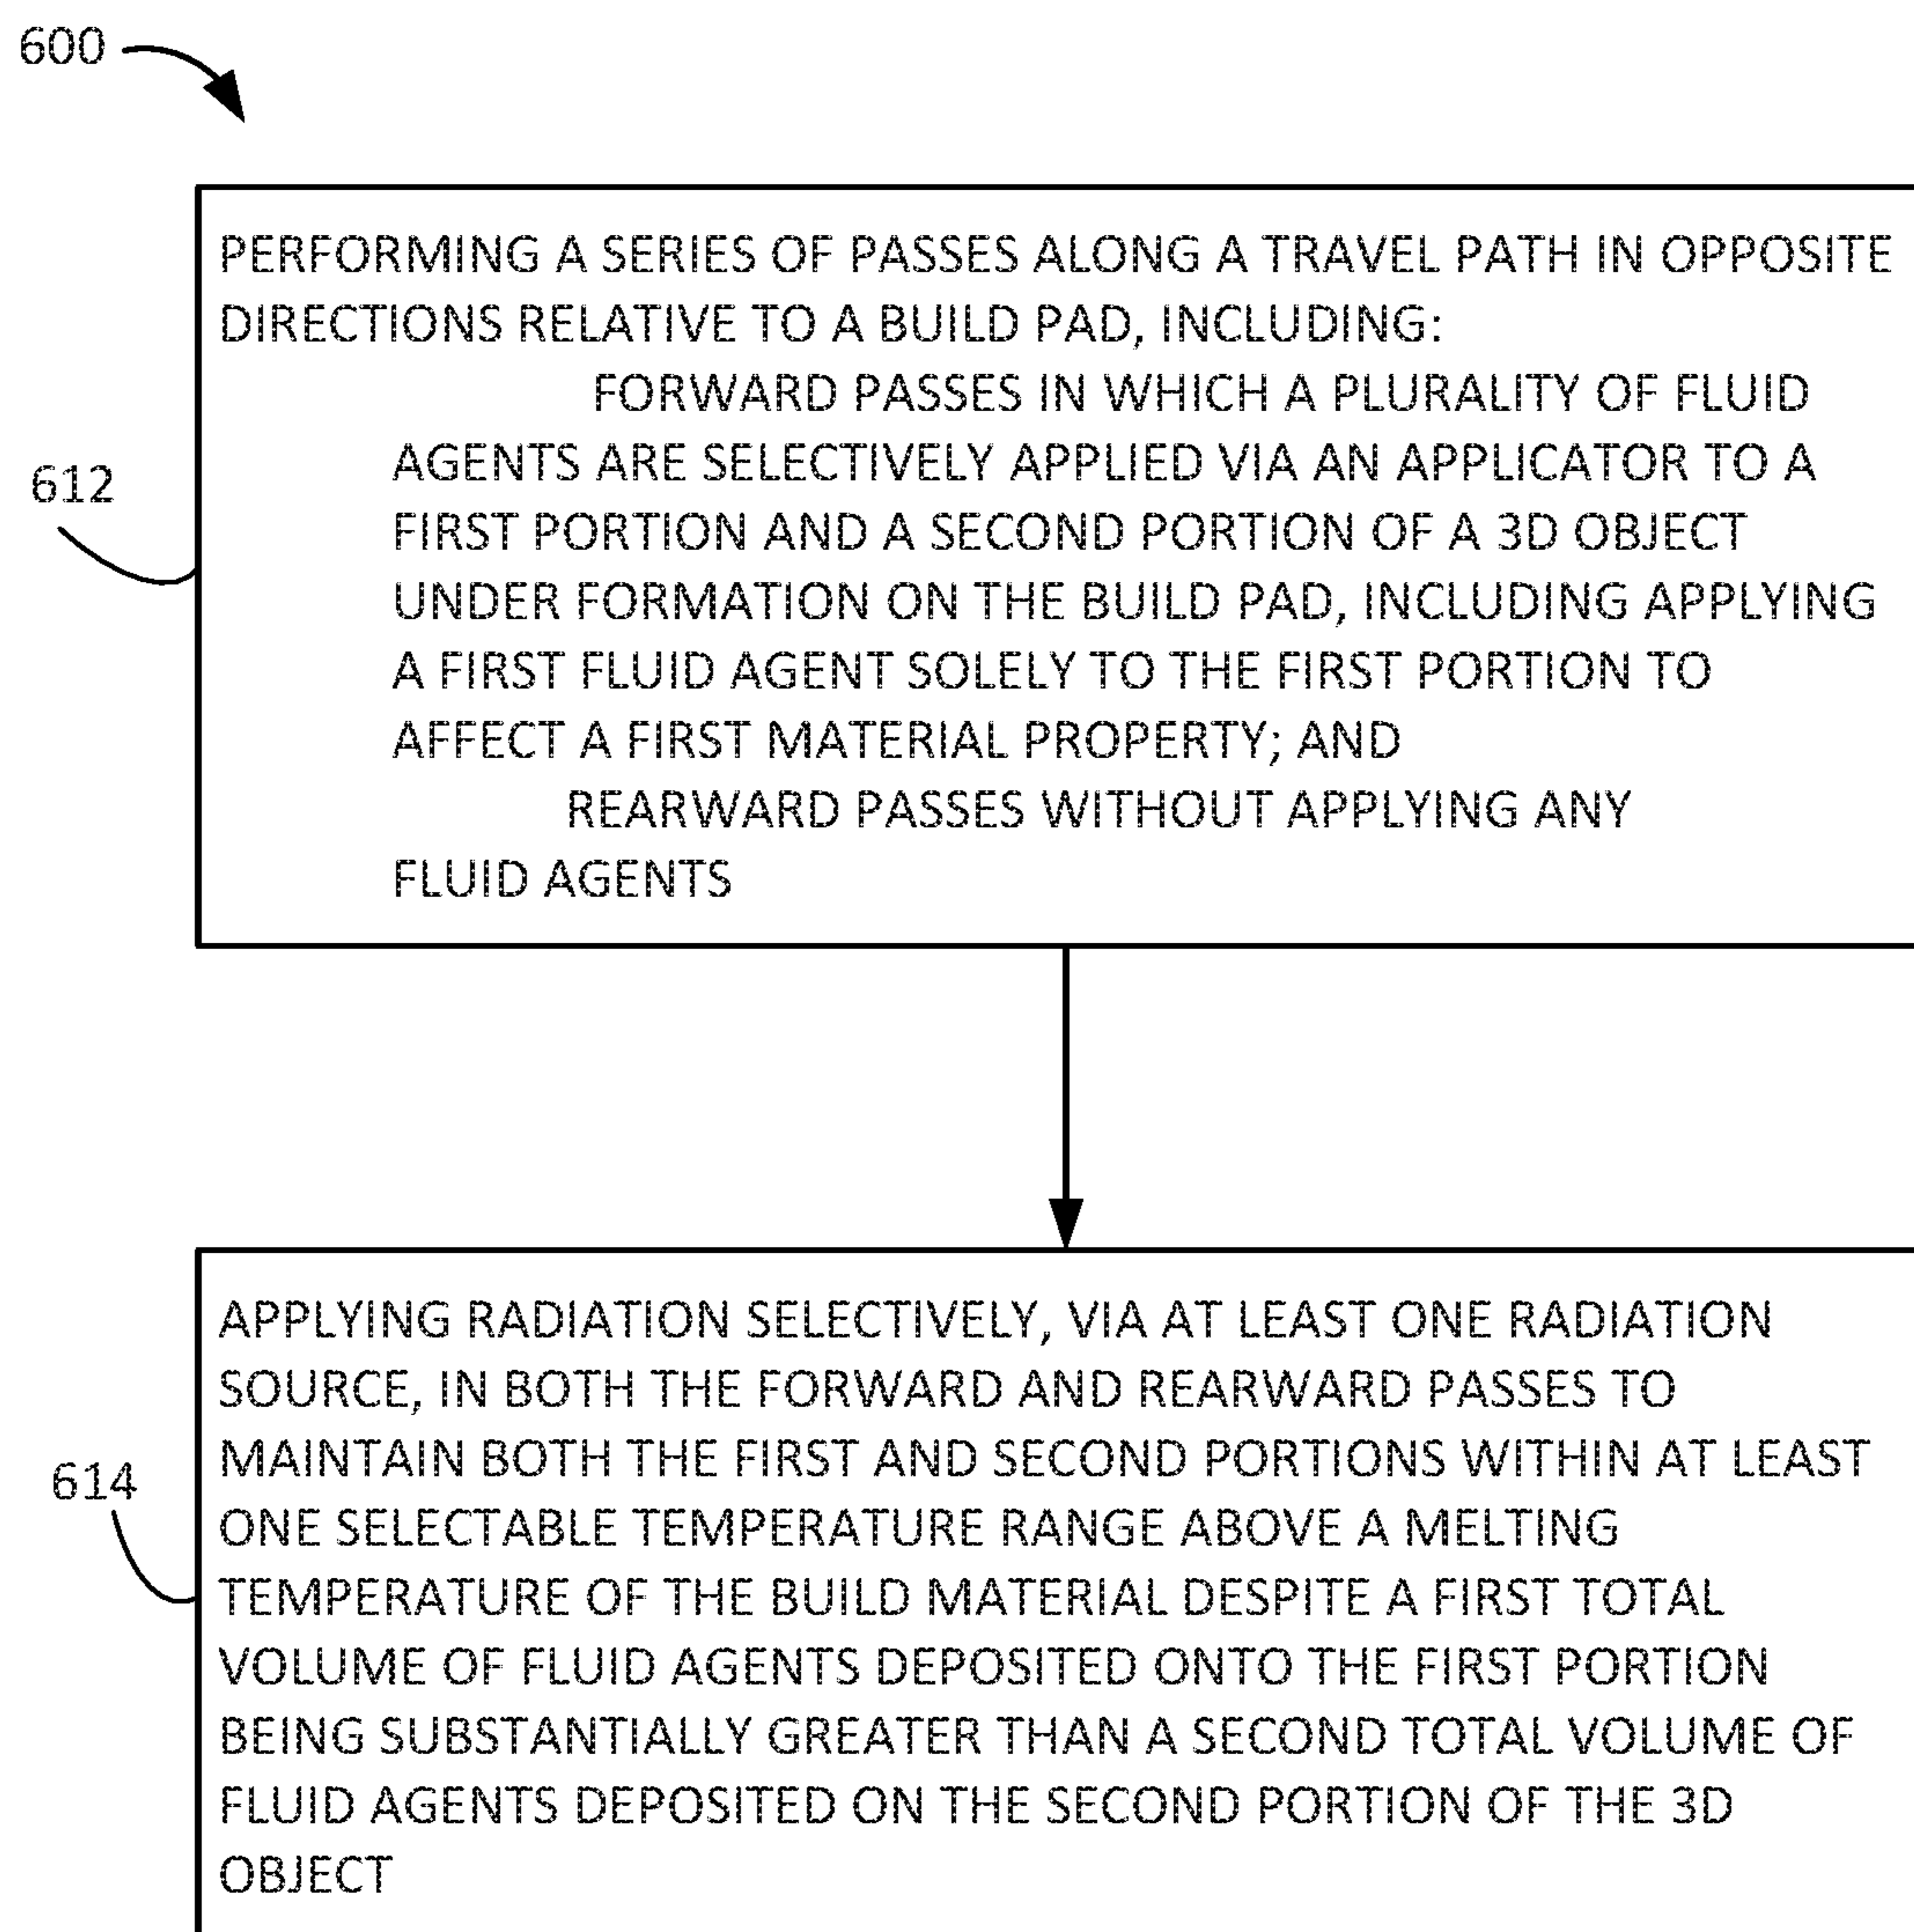 600
PERFORMING A SERIES OF PASSES ALONG A TRAVEL PATH IN OPPOSITE
DIRECTIONS RELATIVE TO A BUILD PAD, INCLUDING:
FORWARD PASSES IN WHICH A PLURALITY OF FLUID
AGENTS ARE SELECTIVELY APPLIED VIA AN APPLICATOR TO A
FIRST PORTION AND A SECOND PORTION OF A 3D OBJECT
UNDER FORMATION ON THE BUILD PAD, INCLUDING APPLYING
A FIRST FLUID AGENT SOLELY TO THE FIRST PORTION TO
AFFECT A FIRST MATERIAL PROPERTY; AND
REARWARD PASSES WITHOUT APPLYING ANY
FLUID AGENTS
612
APPLYING RADIATION SELECTIVELY, VIA AT LEAST ONE RADIATION
SOURCE, IN BOTH THE FORWARD AND REARWARD PASSES TO
MAINTAIN BOTH THE FIRST AND SECOND PORTIONS WITHIN AT LEAST
ONE SELECTABLE TEMPERATURE RANGE ABOVE A MELTING
TEMPERATURE OF THE BUILD MATERIAL DESPITE A FIRST TOTAL
VOLUME OF FLUID AGENTS DEPOSITED ONTO THE FIRST PORTION
BEING SUBSTANTIALLY GREATER THAN A SECOND TOTAL VOLUME OF
FLUID AGENTS DEPOSITED ON THE SECOND PORTION OF THE 3D
OBJECT
614